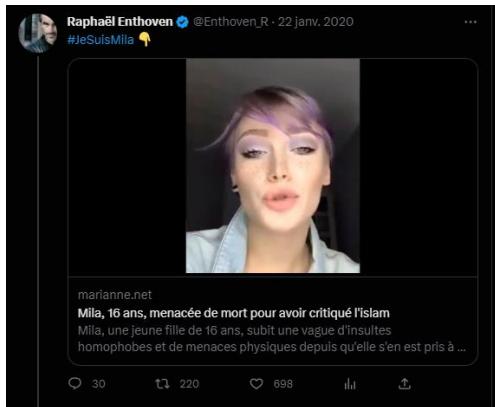 Raphaël Enthoven @Enthoven_R · 22 janv. 2020
#JeSuisMila
marianne.net
Mila, 16 ans, menacée de mort pour avoir critiqué l'islam
Mila, une jeune fille de 16 ans, subit une vague d'insultes
homophobes et de menaces physiques depuis qu'elle s'en est pris à ...
30 220 698